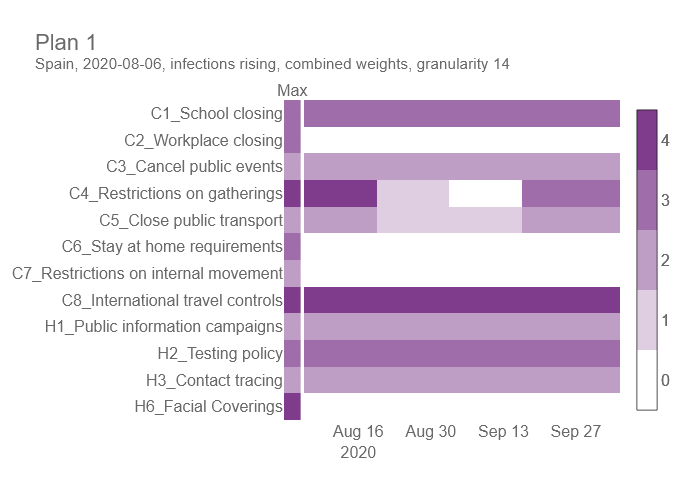 Plan 1
Spain, 2020-08-06, infections rising, combined weights, granularity 14
Max
C1_School closing
C2_Workplace closing
C3_Cancel public events
C4_Restrictions on gatherings
C5_Close public transport
C6_Stay at home requirements
C7_Restrictions on internal movement
C8_International travel controls
H1_Public information campaigns
H2_Testing policy
H3_Contact tracing
H6_Facial Coverings
Aug 16 Aug 30 Sep 13 Sep 27
2020
4
3
2
1
0